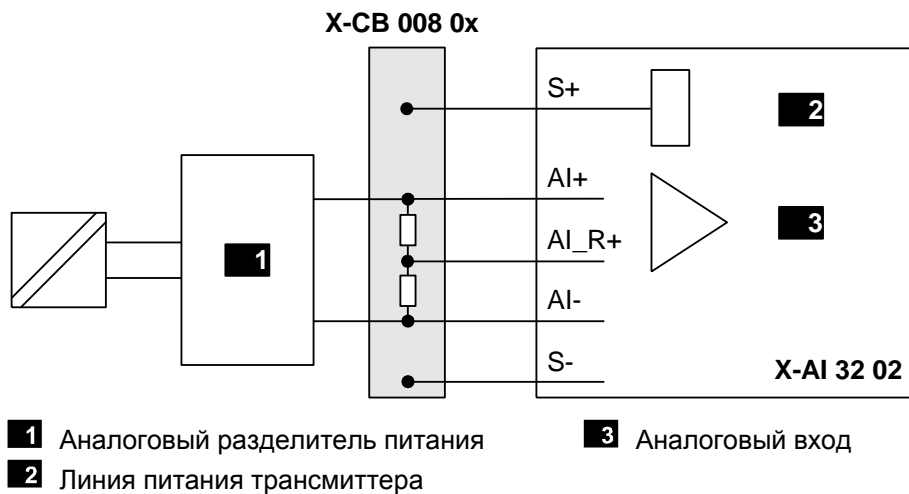 X-CB 008 0x
S+
2
AI+
3
AI_R+
1
AI-
S-
X-AI 32 02
1 Аналоговый разделитель питания
3 Аналоговый вход
2 Линия питания трансмиттера